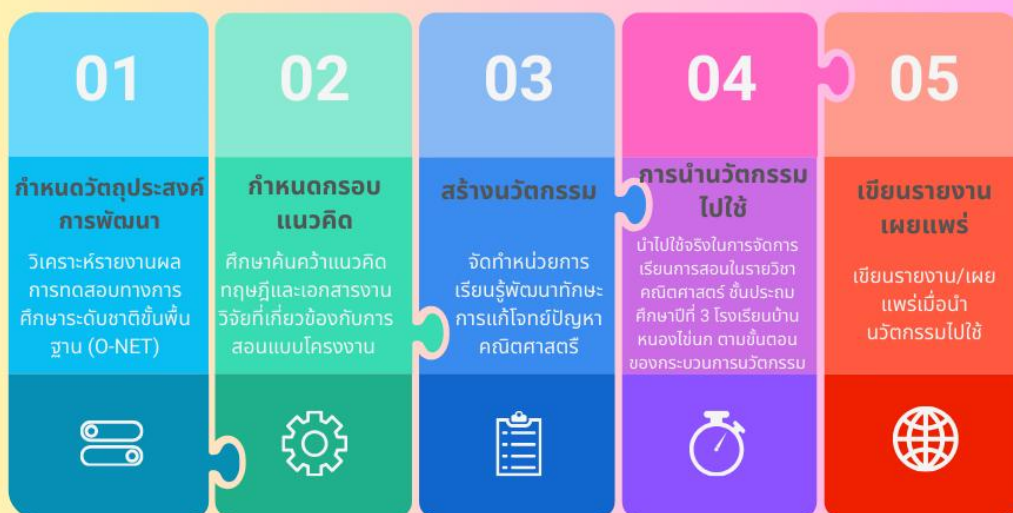 01
กำหนดวัตถุประสงค์
การพัฒนา
วิเคราะห์รายงานผล
การทดสอบทางการ
ศึกษาระดับชาติขั้นพื้น
ฐาน (O-NET)
02
กำหนดกรอบ
แนวคิด
ศึกษาค้นคว้าแนวคิด
ทฤษฎีและเอกสารงาน
วิจัยที่เกี่ยวข้องกับการ
สอนแบบโครงงาน
03
สร้างนวัตกรรม
จัดทำหน่วยการ
เรียนรู้พัฒนาทักษะ
การแก้โจทย์ปัญหา
คณิตศาสตรื
04
การนำนวัตกรรม
ไปใช้
นำไปใช้จริงในการจัดการ
เรียนการสอนในรายวิชา
คณิตศาสตร์ ชั้นประถม
ศึกษาปีที่ 3 โรงเรียนบ้าน
หนองไข่นก ตามขั้นตอน
ของกระบวนการนวัตกรรม
05
เขียนรายงาน
เผยแพร่
เขียนรายงาน/เผย
แพร่เมื่อนำ
นวัตกรรมไปใช้